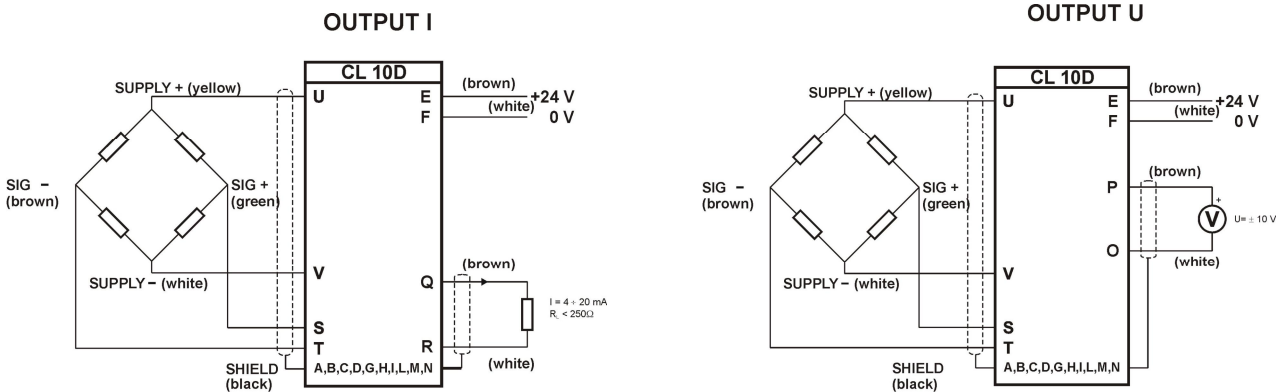 OUTPUT I
CL 10D
SUPPLY + (yellow)
U
E
(brown)
+24 V
F
(white)
0 V
SIG –
(brown)
SIG +
(green)
SUPPLY – (white)
V
Q
(brown)
I = 4 ÷ 20 mA
RL < 250Ω
S
T
R
(white)
SHIELD
(black)
A,B,C,D,G,H,I,L,M,N
OUTPUT U
CL 10D
SUPPLY + (yellow)
U
E
(brown)
+24 V
F
(white)
0 V
SIG –
(brown)
SIG +
(green)
P
(brown)
+
V
U= ± 10 V
O
(white)
SUPPLY – (white)
V
S
T
SHIELD
(black)
A,B,C,D,G,H,I,L,M,N